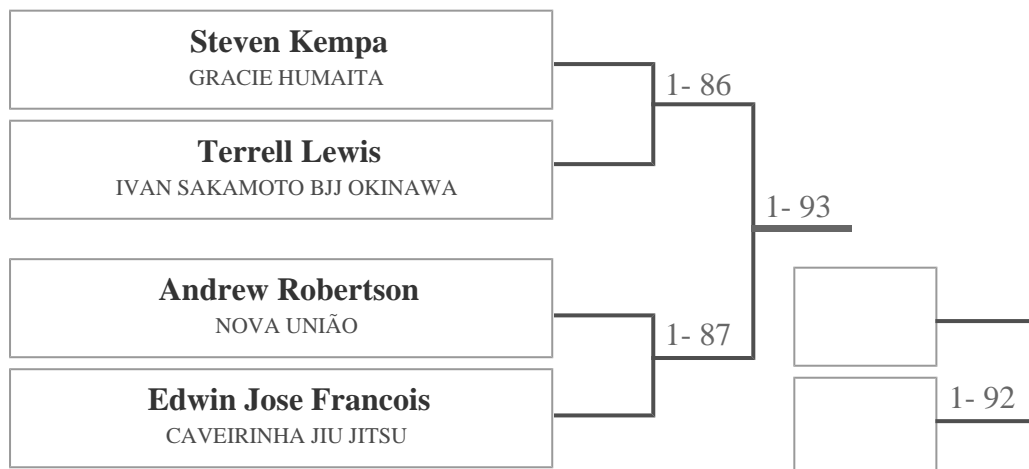 Steven Kempa
GRACIE HUMAITA
1- 86
Terrell Lewis
IVAN SAKAMOTO BJJ OKINAWA
1- 93
Andrew Robertson
NOVA UNIÃO
1- 87
Edwin Jose Francois
CAVEIRINHA JIU JITSU
1- 92